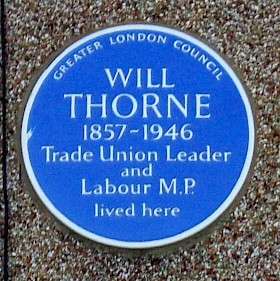 GREATER LONDON COUNCIL
WILL
THORNE
1857-1946
Trade Union Leader
and
Labour M.P.
lived here